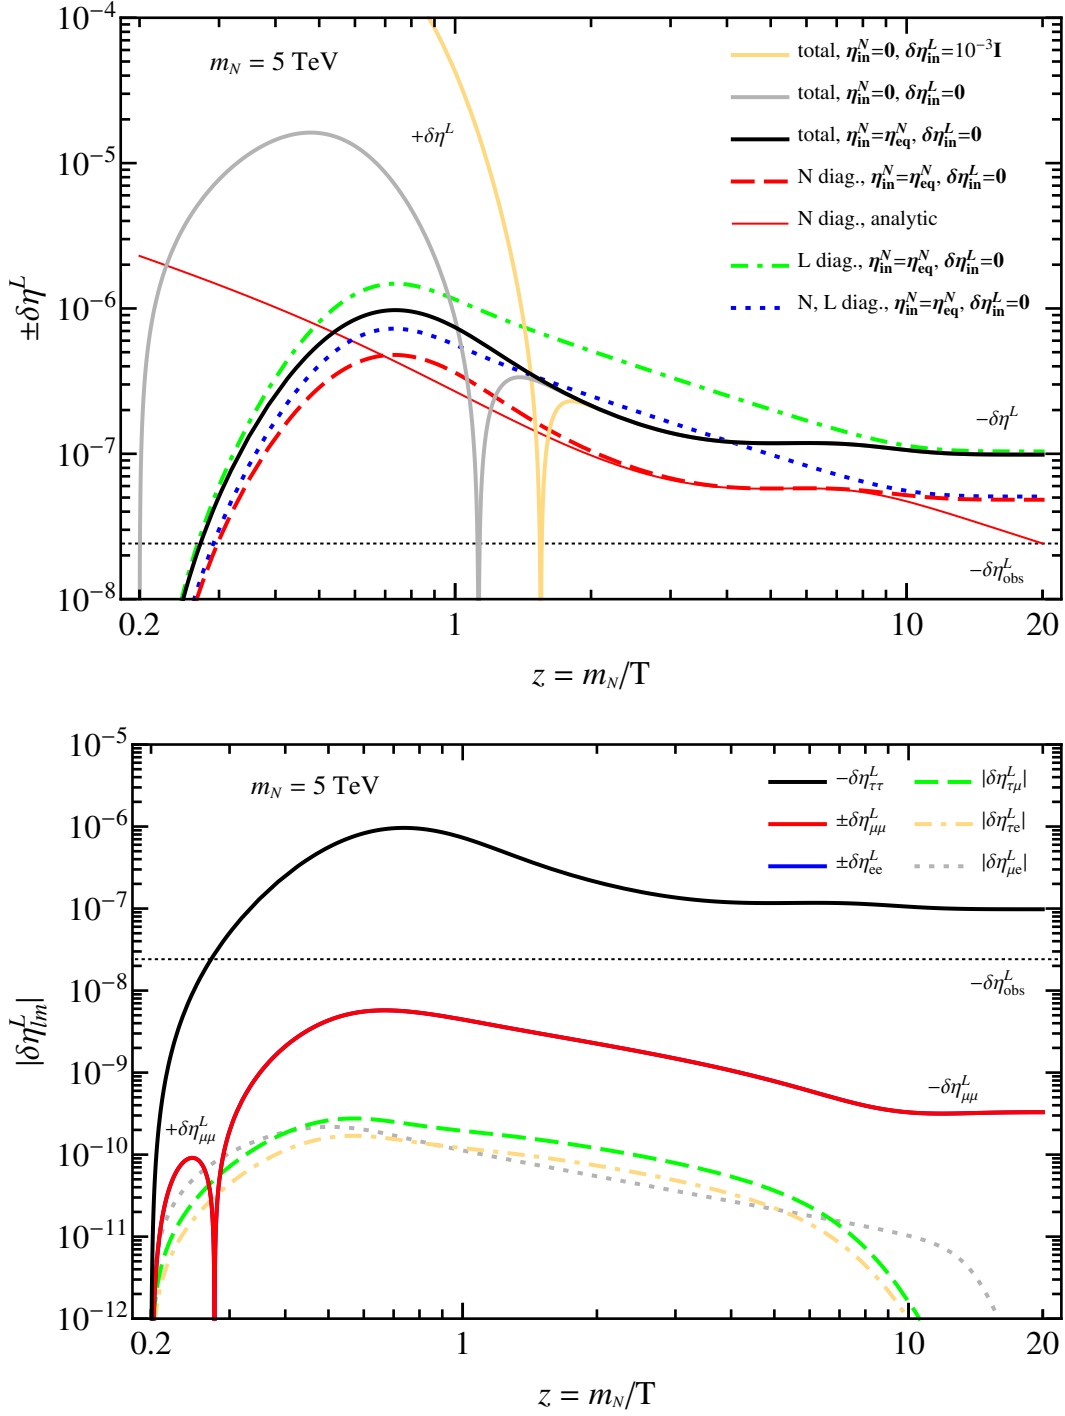 10⁻⁴
m_N = 5 TeV
total, η^N_in=0, δη^L_in=10⁻³I
total, η^N_in=0, δη^L_in=0
+δη^L
total, η^N_in=η^N_eq, δη^L_in=0
10⁻⁵
N diag., η^N_in=η^N_eq, δη^L_in=0
N diag., analytic
L diag., η^N_in=η^N_eq, δη^L_in=0
N, L diag., η^N_in=η^N_eq, δη^L_in=0
±δη^L
10⁻⁶
−δη^L
10⁻⁷
−δη^L_obs
10⁻⁸
0.2 1 10 20
z = m_N/T
10⁻⁵
m_N = 5 TeV
−δη^L_ττ |δη^L_τμ|
±δη^L_μμ |δη^L_τe|
±δη^L_ee |δη^L_μe|
10⁻⁶
10⁻⁷
−δη^L_obs
10⁻⁸
|δη^L_lm|
10⁻⁹
−δη^L_μμ
+δη^L_μμ
10⁻¹⁰
10⁻¹¹
10⁻¹²
0.2 1 10 20
z = m_N/T